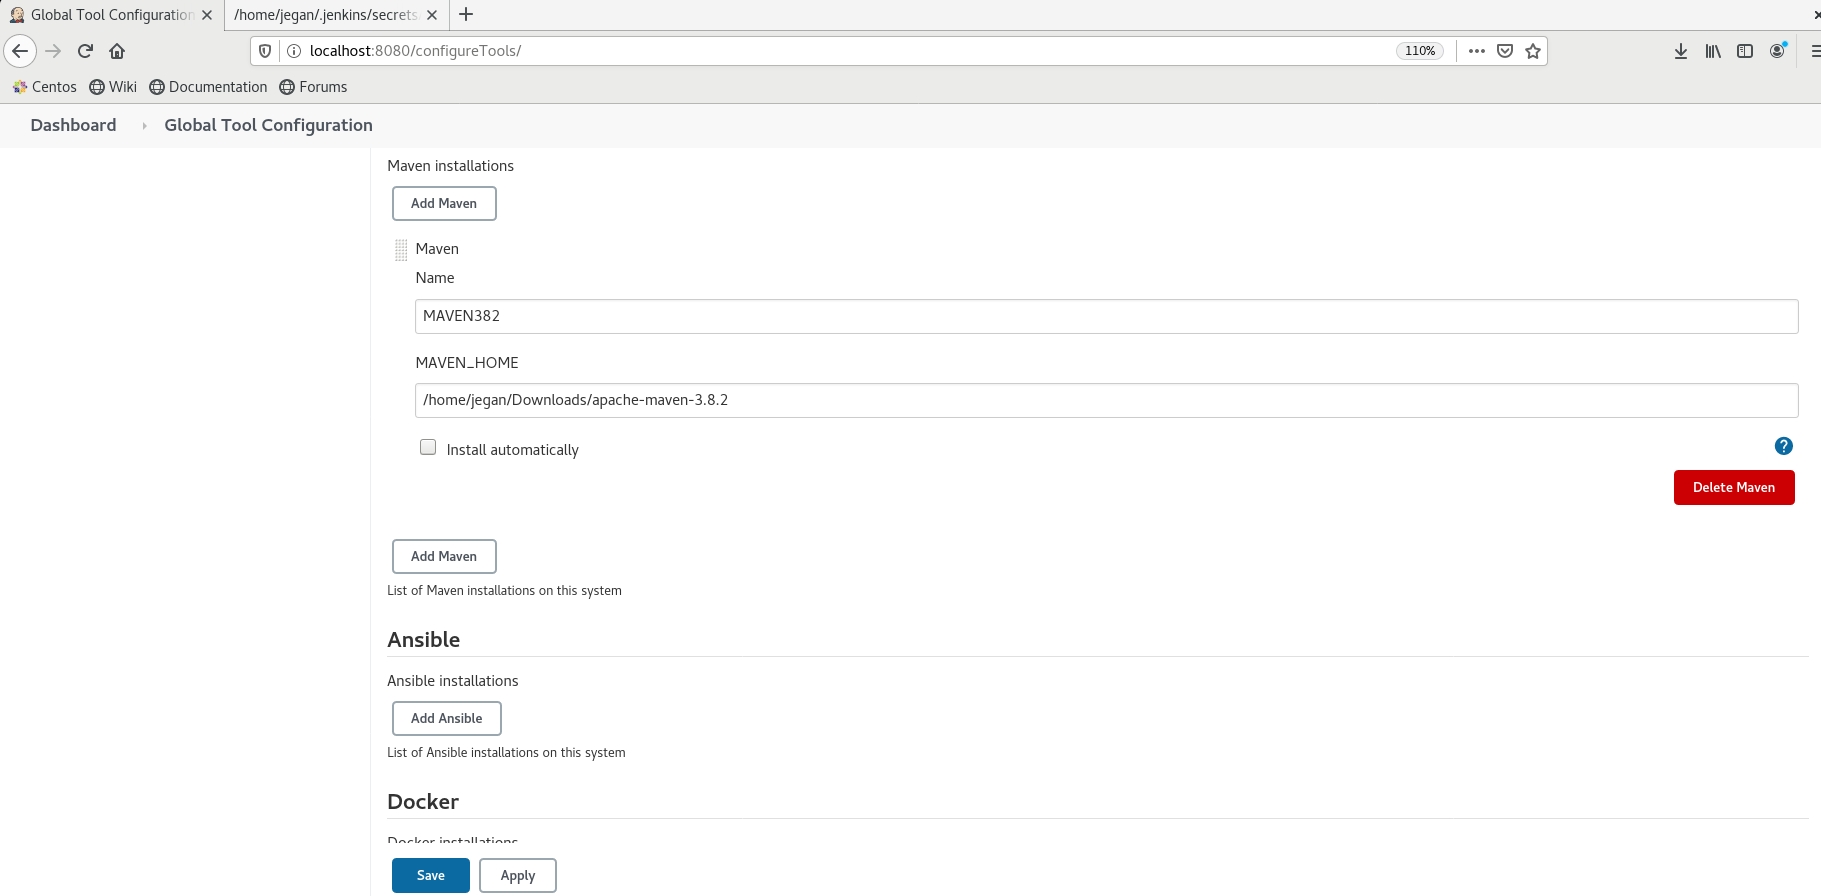 Global Tool Configuration
/home/jegan/.jenkins/secrets
localhost:8080/configureTools/
110%
Centos Wiki Documentation Forums
Dashboard Global Tool Configuration
Maven installations
Add Maven
Maven
Name
MAVEN382
MAVEN_HOME
/home/jegan/Downloads/apache-maven-3.8.2
Install automatically
?
Delete Maven
Add Maven
List of Maven installations on this system
Ansible
Ansible installations
Add Ansible
List of Ansible installations on this system
Docker
Docker installations
Save Apply